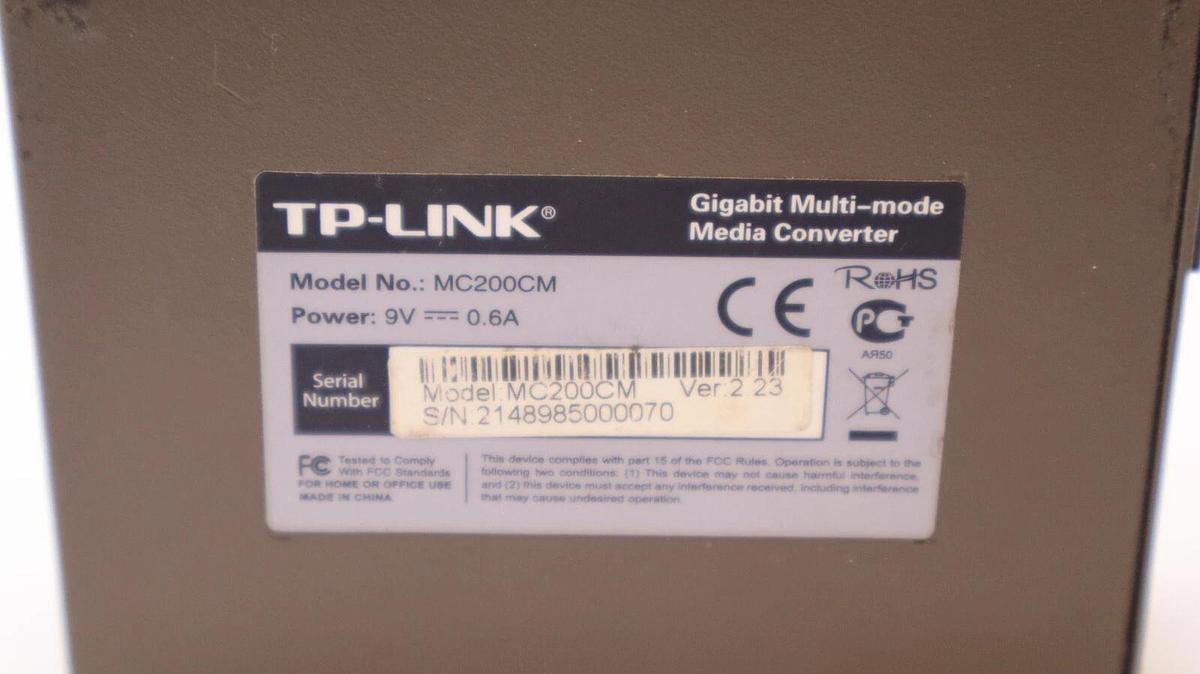 TP-LINK®
Gigabit Multi-mode
Media Converter
Model No.: MC200CM
Power: 9V ⎓ 0.6A
CE
RoHS
PCT
АЯ50
Serial
Number
Model:MC200CM Ver:2.23
S/N:2148985000070
FC Tested to Comply
With FCC Standards
FOR HOME OR OFFICE USE
MADE IN CHINA
This device complies with part 15 of the FCC Rules. Operation is subject to the
following two conditions: (1) This device may not cause harmful interference,
and (2) this device must accept any interference received, including interference
that may cause undesired operation.